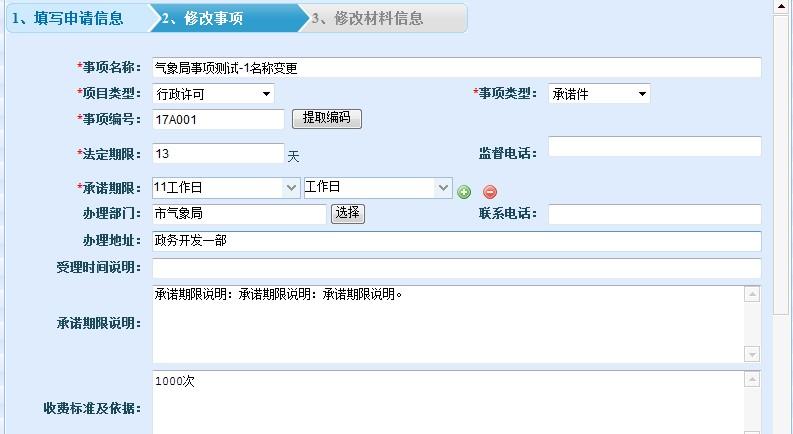 1、填写申请信息 2、修改事项 3、修改材料信息
*事项名称： 气象局事项测试-1名称变更
*项目类型： 行政许可 *事项类型： 承诺件
*事项编号： 17A001 提取编码
*法定期限： 13 天 监督电话：
*承诺期限： 11工作日 工作日
办理部门： 市气象局 选择 联系电话：
办理地址： 政务开发一部
受理时间说明：
承诺期限说明： 承诺期限说明：承诺期限说明：承诺期限说明。
收费标准及依据： 1000次